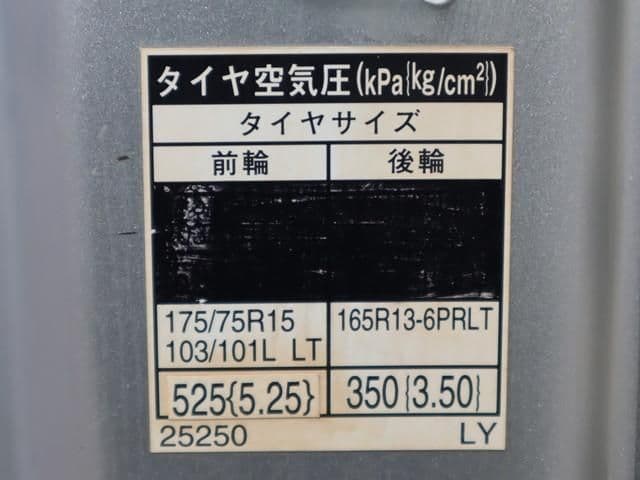 タイヤ空気圧(kPa{kg/cm²})
タイヤサイズ
前輪 後輪
175/75R15 165R13-6PRLT
103/101L LT
525{5.25} 350{3.50}
25250 LY